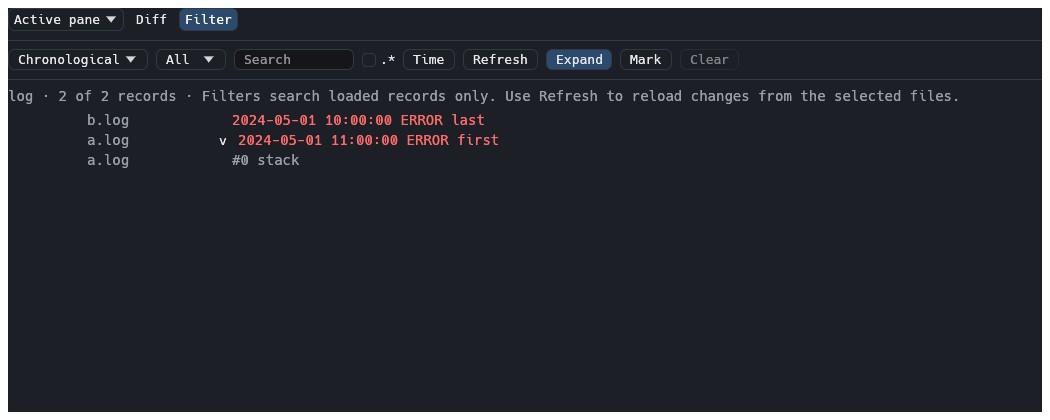 Active pane Diff Filter
Chronological All Search .* Time Refresh Expand Mark Clear
log · 2 of 2 records · Filters search loaded records only. Use Refresh to reload changes from the selected files.
b.log 2024-05-01 10:00:00 ERROR last
a.log v 2024-05-01 11:00:00 ERROR first
a.log #0 stack